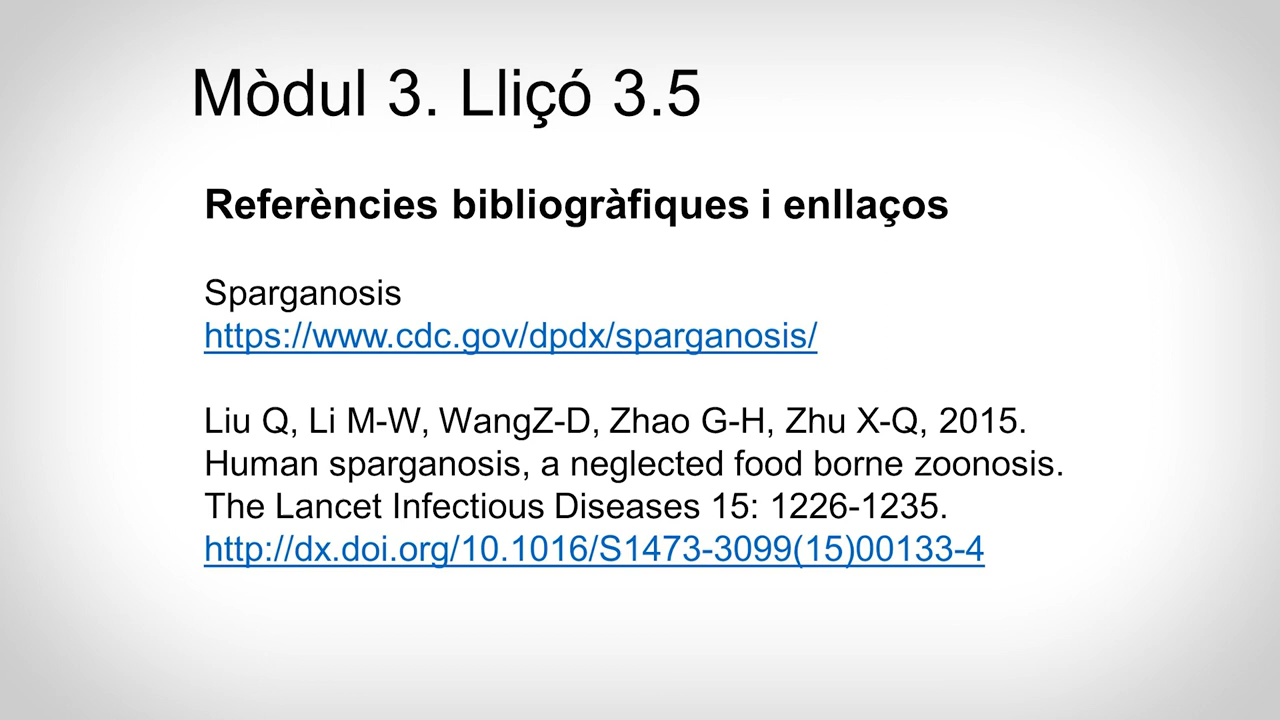 Mòdul 3. Lliçó 3.5
Referències bibliogràfiques i enllaços
Sparganosis
https://www.cdc.gov/dpdx/sparganosis/
Liu Q, Li M-W, WangZ-D, Zhao G-H, Zhu X-Q, 2015.
Human sparganosis, a neglected food borne zoonosis.
The Lancet Infectious Diseases 15: 1226-1235.
http://dx.doi.org/10.1016/S1473-3099(15)00133-4